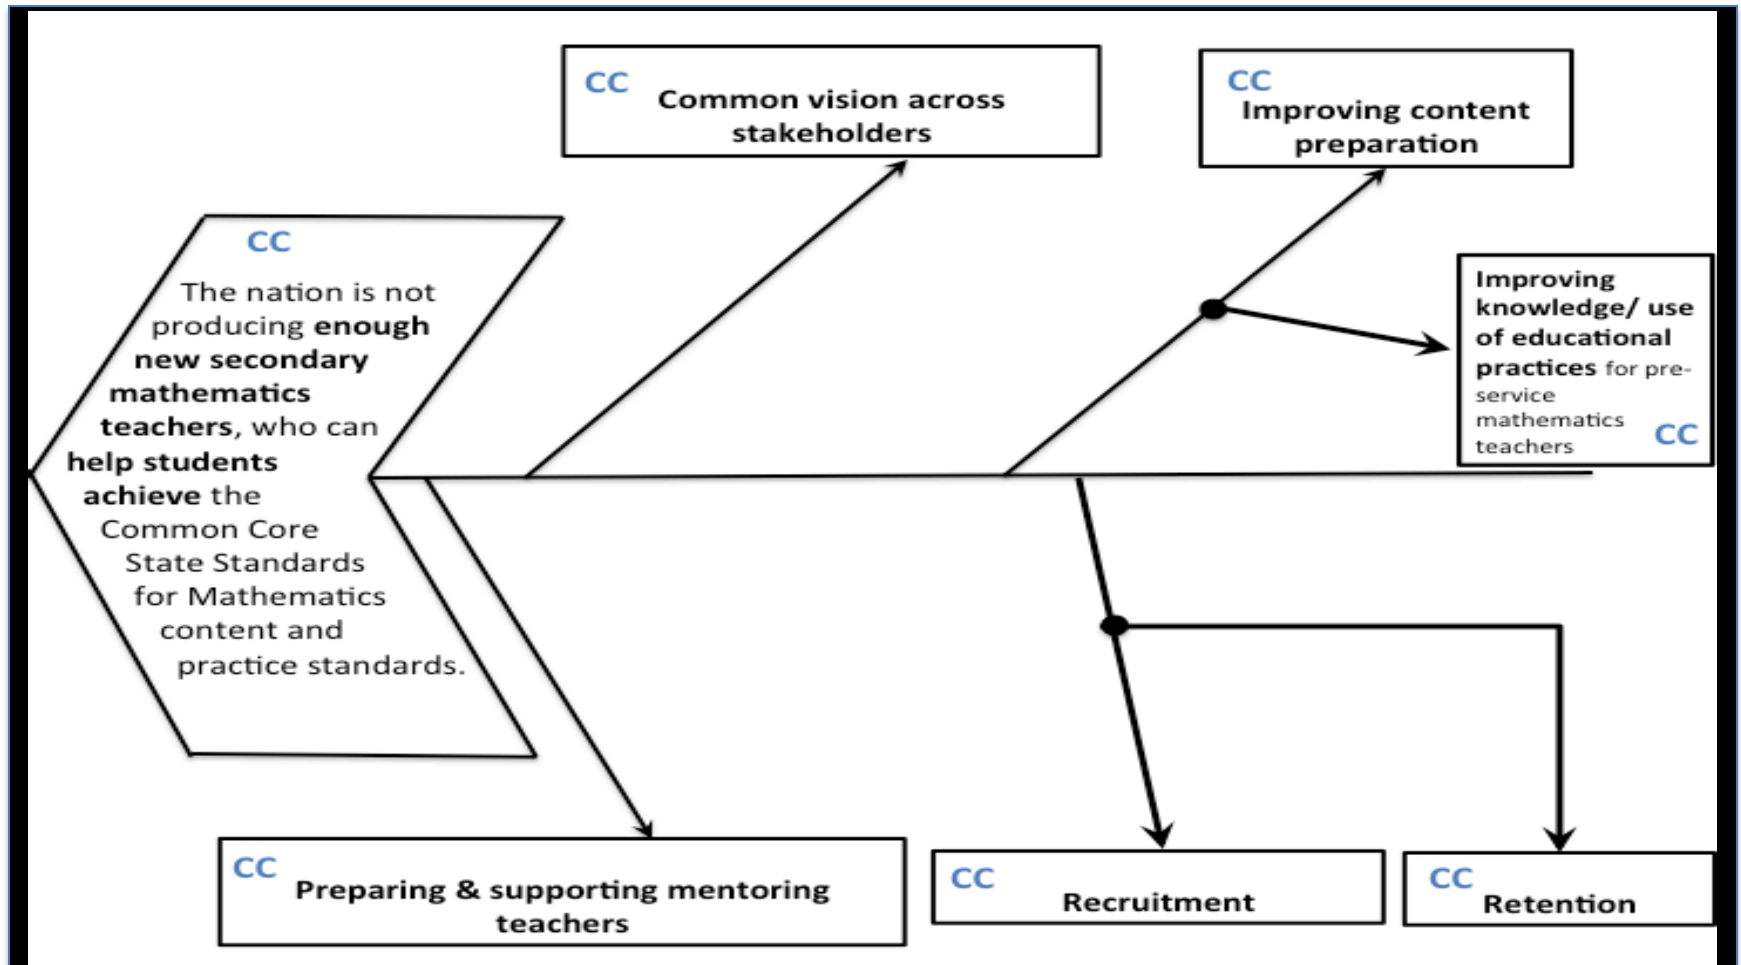 CC
Common vision across
stakeholders
CC
Improving content
preparation
CC
The nation is not
producing enough
new secondary
mathematics
teachers, who can
help students
achieve the
Common Core
State Standards
for Mathematics
content and
practice standards.
Improving
knowledge/ use
of educational
practices for pre-
service
mathematics
teachers
CC
CC
Preparing & supporting mentoring
teachers
CC
Recruitment
CC
Retention